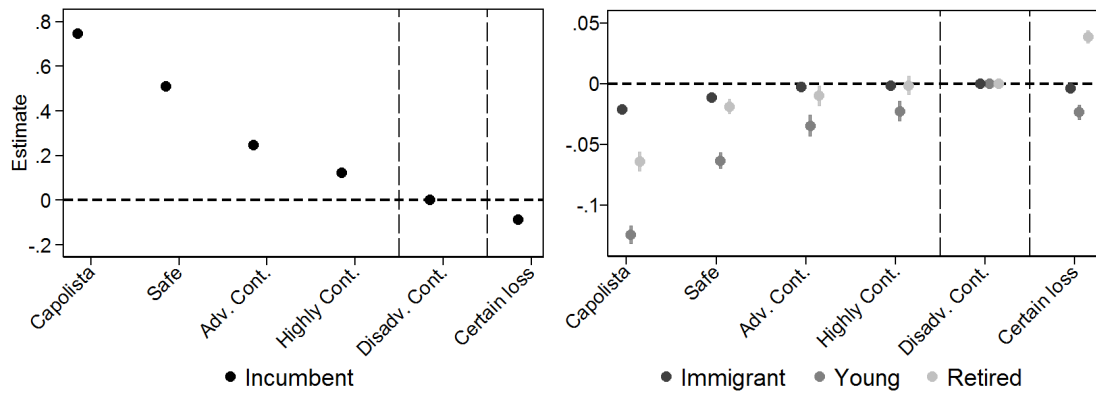 .8
.6
.4
.2
0
-.2
Estimate
Capolista
Safe
Adv. Cont.
Highly Cont.
Disadv. Cont.
Certain loss
Incumbent
.05
0
-.05
-.1
Capolista
Safe
Adv. Cont.
Highly Cont.
Disadv. Cont.
Certain loss
Immigrant Young Retired